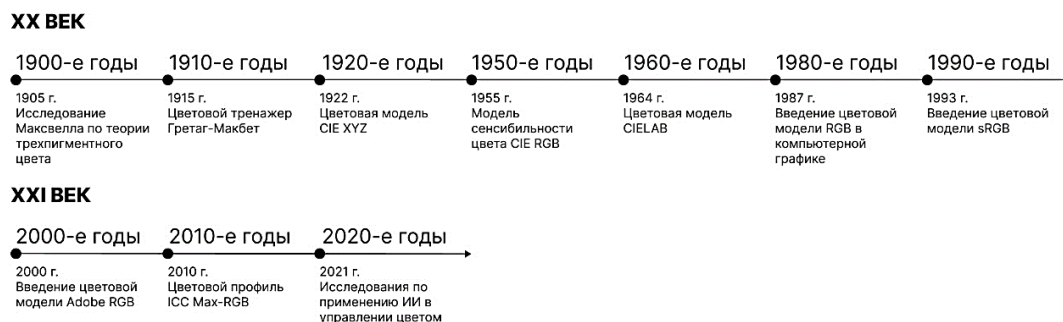 XX ВЕК
1900-е годы 1910-е годы 1920-е годы 1950-е годы 1960-е годы 1980-е годы 1990-е годы
1905 г.
Исследование
Максвелла по теории
трехпигментного
цвета
1915 г.
Цветовой тренажер
Гретаг-Макбет
1922 г.
Цветовая модель
CIE XYZ
1955 г.
Модель
сенсибильности
цвета CIE RGB
1964 г.
Цветовая модель
CIELAB
1987 г.
Введение цветовой
модели RGB в
компьютерной
графике
1993 г.
Введение цветовой
модели sRGB
XXI ВЕК
2000-е годы 2010-е годы 2020-е годы
2000 г.
Введение цветовой
модели Adobe RGB
2010 г.
Цветовой профиль
ICC Max-RGB
2021 г.
Исследования по
применению ИИ в
управлении цветом